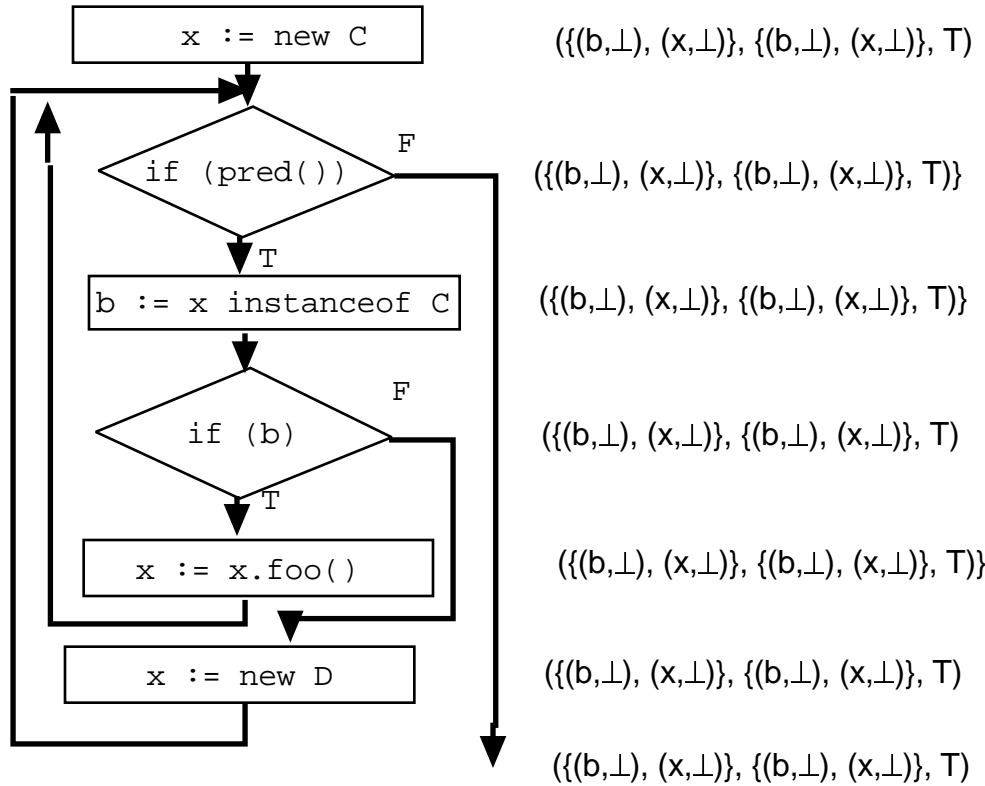 x := new C
({(b,⊥), (x,⊥)}, {(b,⊥), (x,⊥)}, T)
F
if (pred())
({(b,⊥), (x,⊥)}, {(b,⊥), (x,⊥)}, T)}
T
b := x instanceof C
({(b,⊥), (x,⊥)}, {(b,⊥), (x,⊥)}, T)}
F
if (b)
({(b,⊥), (x,⊥)}, {(b,⊥), (x,⊥)}, T)
T
x := x.foo()
({(b,⊥), (x,⊥)}, {(b,⊥), (x,⊥)}, T)}
x := new D
({(b,⊥), (x,⊥)}, {(b,⊥), (x,⊥)}, T)
({(b,⊥), (x,⊥)}, {(b,⊥), (x,⊥)}, T)